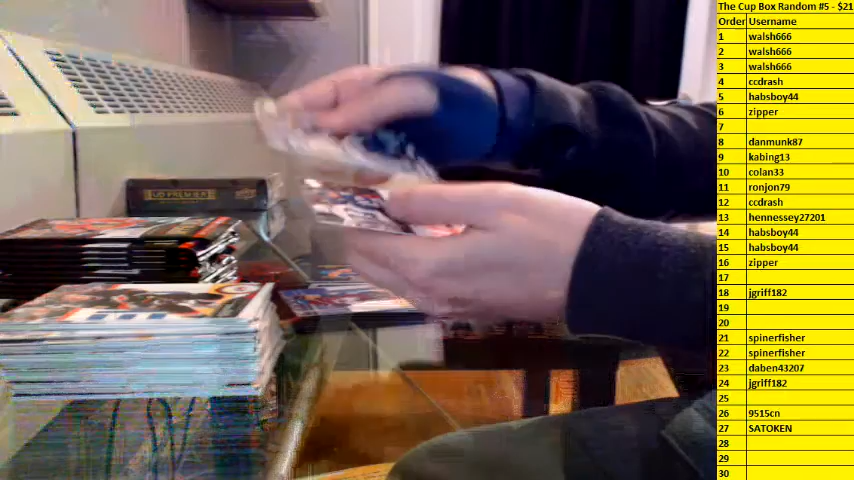 The Cup Box Random #5 - $21
Order Username
1 walsh666
2 walsh666
3 walsh666
4 ccdrash
5 habsboy44
6 zipper
7
8 danmunk87
9 kabing13
10 colan33
11 ronjon79
12 ccdrash
13 hennessey27201
14 habsboy44
15 habsboy44
16 zipper
17
18 jgriff182
19
20
21 spinerfisher
22 spinerfisher
23 daben43207
24 jgriff182
25
26 9515cn
27 SATOKEN
28
29
30
UD PREMIER